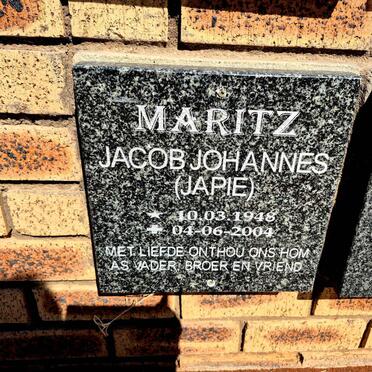 MARITZ
JACOB JOHANNES
(JAPIE)
★ 10.03.1948
✝ 04-06-2004
MET LIEFDE ONTHOU ONS HOM
AS VADER, BROER EN VRIEND